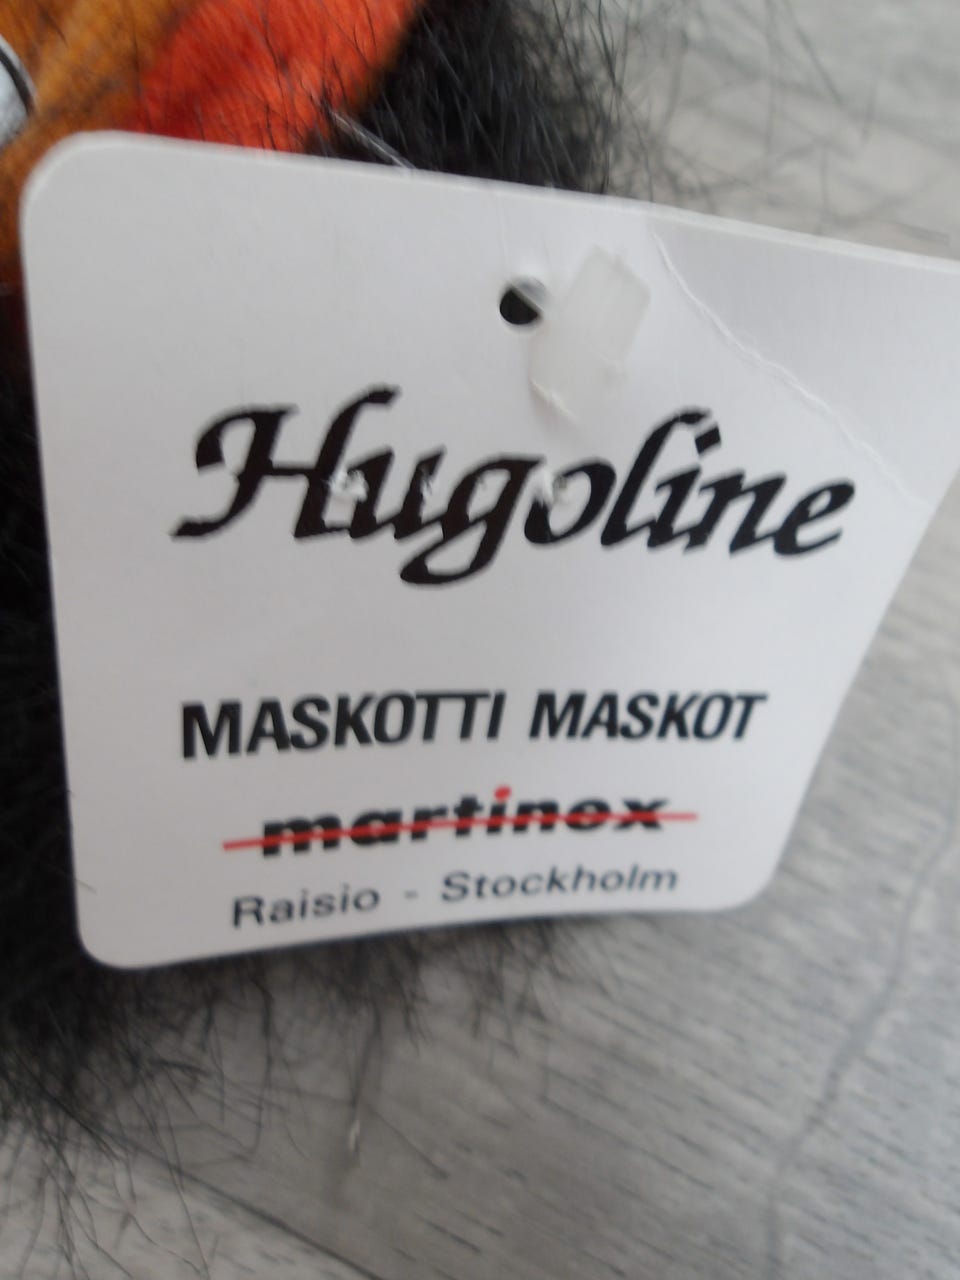 Hugoline
MASKOTTI MASKOT
martinex
Raisio - Stockholm